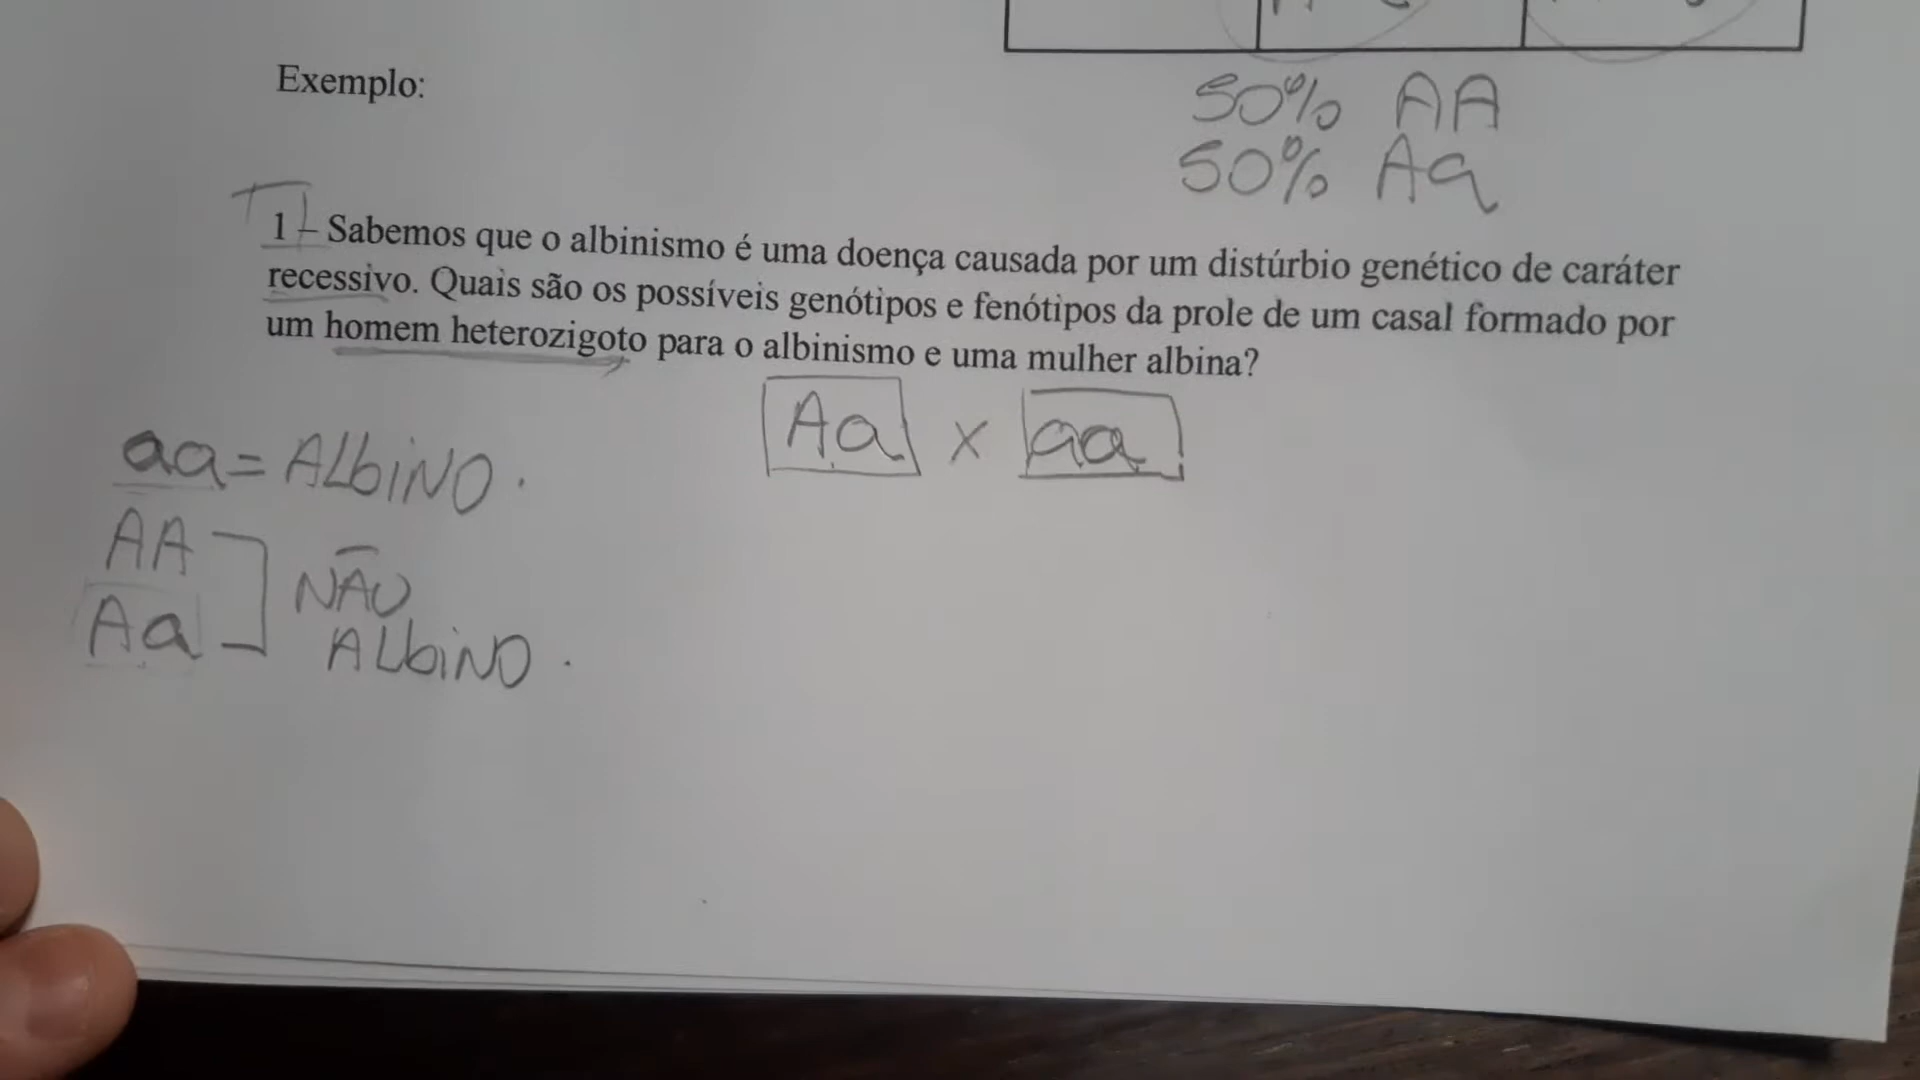 Exemplo:
50% AA
50% Aa
1 – Sabemos que o albinismo é uma doença causada por um distúrbio genético de caráter
recessivo. Quais são os possíveis genótipos e fenótipos da prole de um casal formado por
um homem heterozigoto para o albinismo e uma mulher albina?
Aa x aa
aa = ALbiNO.
AA
Aa
NÃO
ALbiNO.